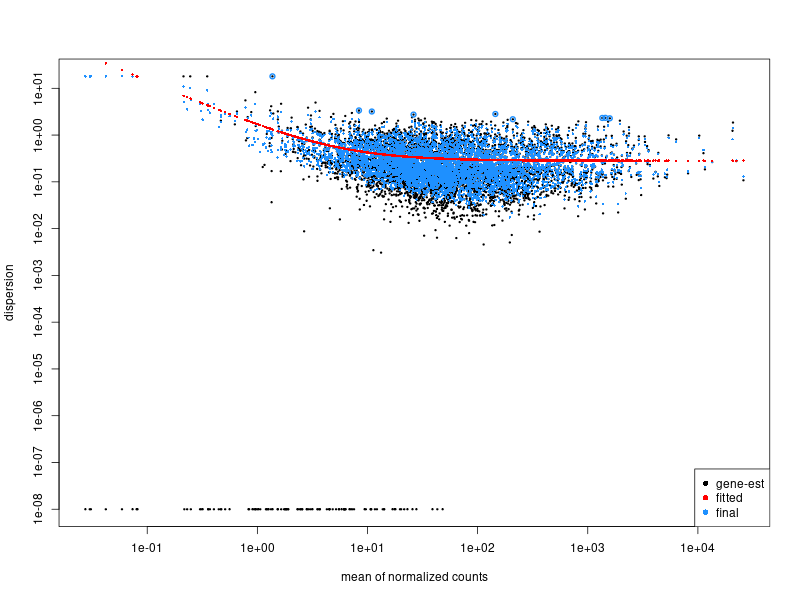 dispersion
1e+01
1e+00
1e-01
1e-02
1e-03
1e-04
1e-05
1e-06
1e-07
1e-08
gene-est
fitted
final
1e-01 1e+00 1e+01 1e+02 1e+03 1e+04
mean of normalized counts